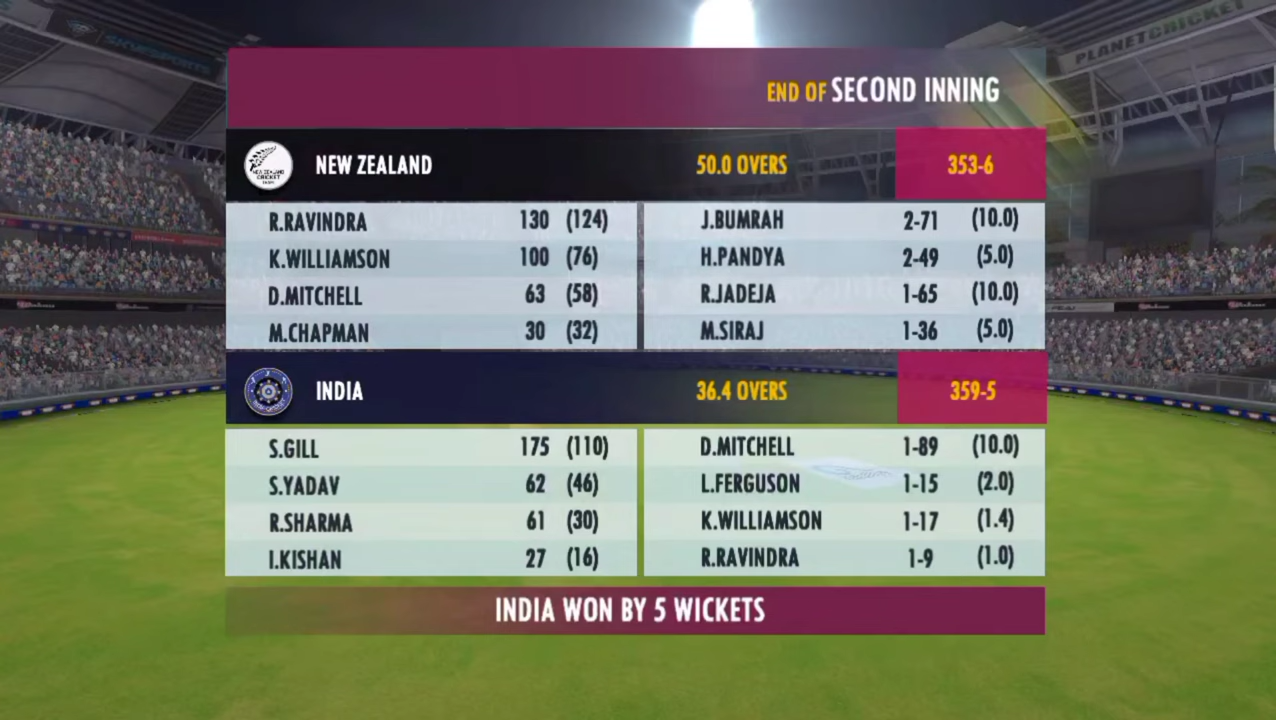 SKYESPORTS
PLANETCRICKET
END OF SECOND INNING
NEW ZEALAND 50.0 OVERS 353-6
R.RAVINDRA 130 (124) J.BUMRAH 2-71 (10.0)
K.WILLIAMSON 100 (76) H.PANDYA 2-49 (5.0)
D.MITCHELL 63 (58) R.JADEJA 1-65 (10.0)
M.CHAPMAN 30 (32) M.SIRAJ 1-36 (5.0)
INDIA 36.4 OVERS 359-5
S.GILL 175 (110) D.MITCHELL 1-89 (10.0)
S.YADAV 62 (46) L.FERGUSON 1-15 (2.0)
R.SHARMA 61 (30) K.WILLIAMSON 1-17 (1.4)
I.KISHAN 27 (16) R.RAVINDRA 1-9 (1.0)
INDIA WON BY 5 WICKETS